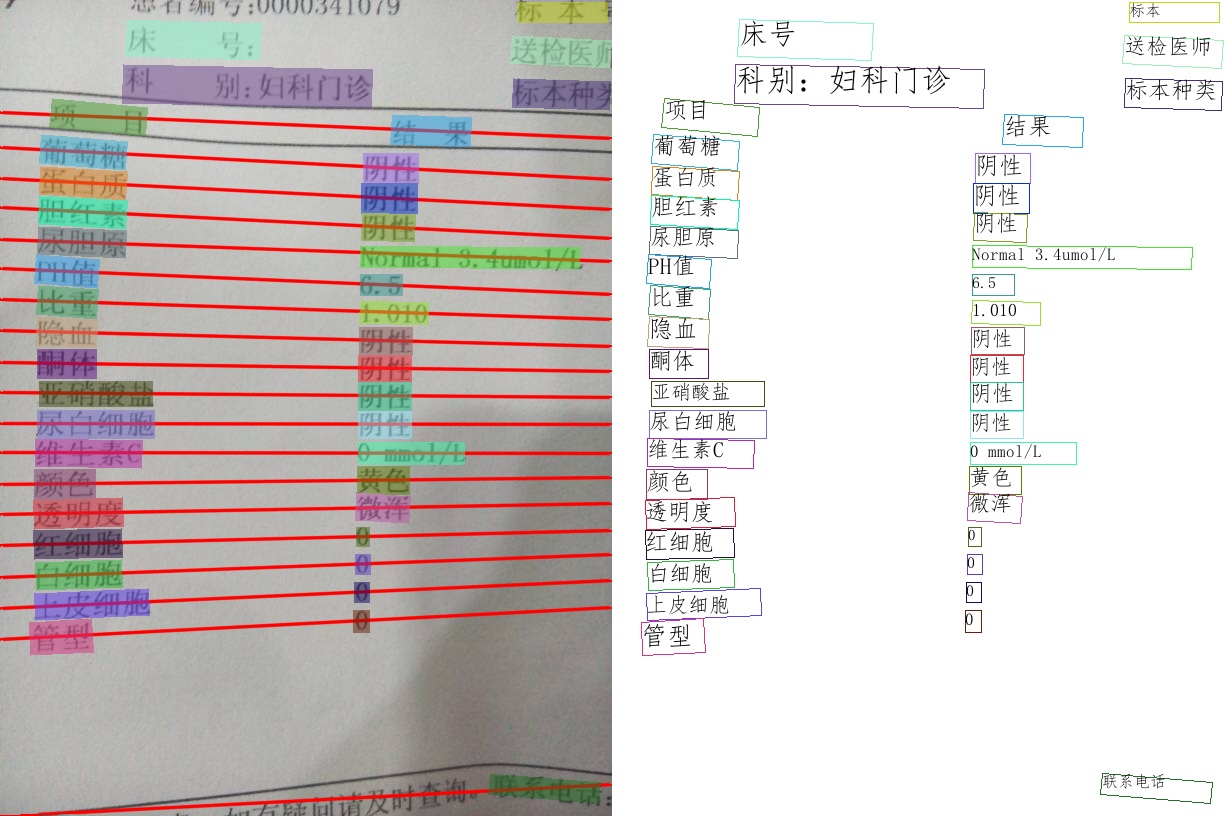 患者编号:0000341079 标 本
床 号: 送检医师
科 别:妇科门诊 标本种类
项 目 结 果
葡萄糖 阴性
蛋白质 阴性
胆红素 阴性
尿胆原 Normal 3.4umol/L
PH值 6.5
比重 1.010
隐血 阴性
酮体 阴性
亚硝酸盐 阴性
尿白细胞 阴性
维生素C 0 mmol/L
颜色 黄色
透明度 微浑
红细胞 0
白细胞 0
上皮细胞 0
管型 0
如有疑问请及时查询。联系电话:
标本
床号 送检医师
科别：妇科门诊 标本种类
项目 结果
葡萄糖 阴性
蛋白质 阴性
胆红素 阴性
尿胆原 Normal 3.4umol/L
PH值 6.5
比重 1.010
隐血 阴性
酮体 阴性
亚硝酸盐 阴性
尿白细胞 阴性
维生素C 0 mmol/L
颜色 黄色
透明度 微浑
红细胞 0
白细胞 0
上皮细胞 0
管型 0
联系电话